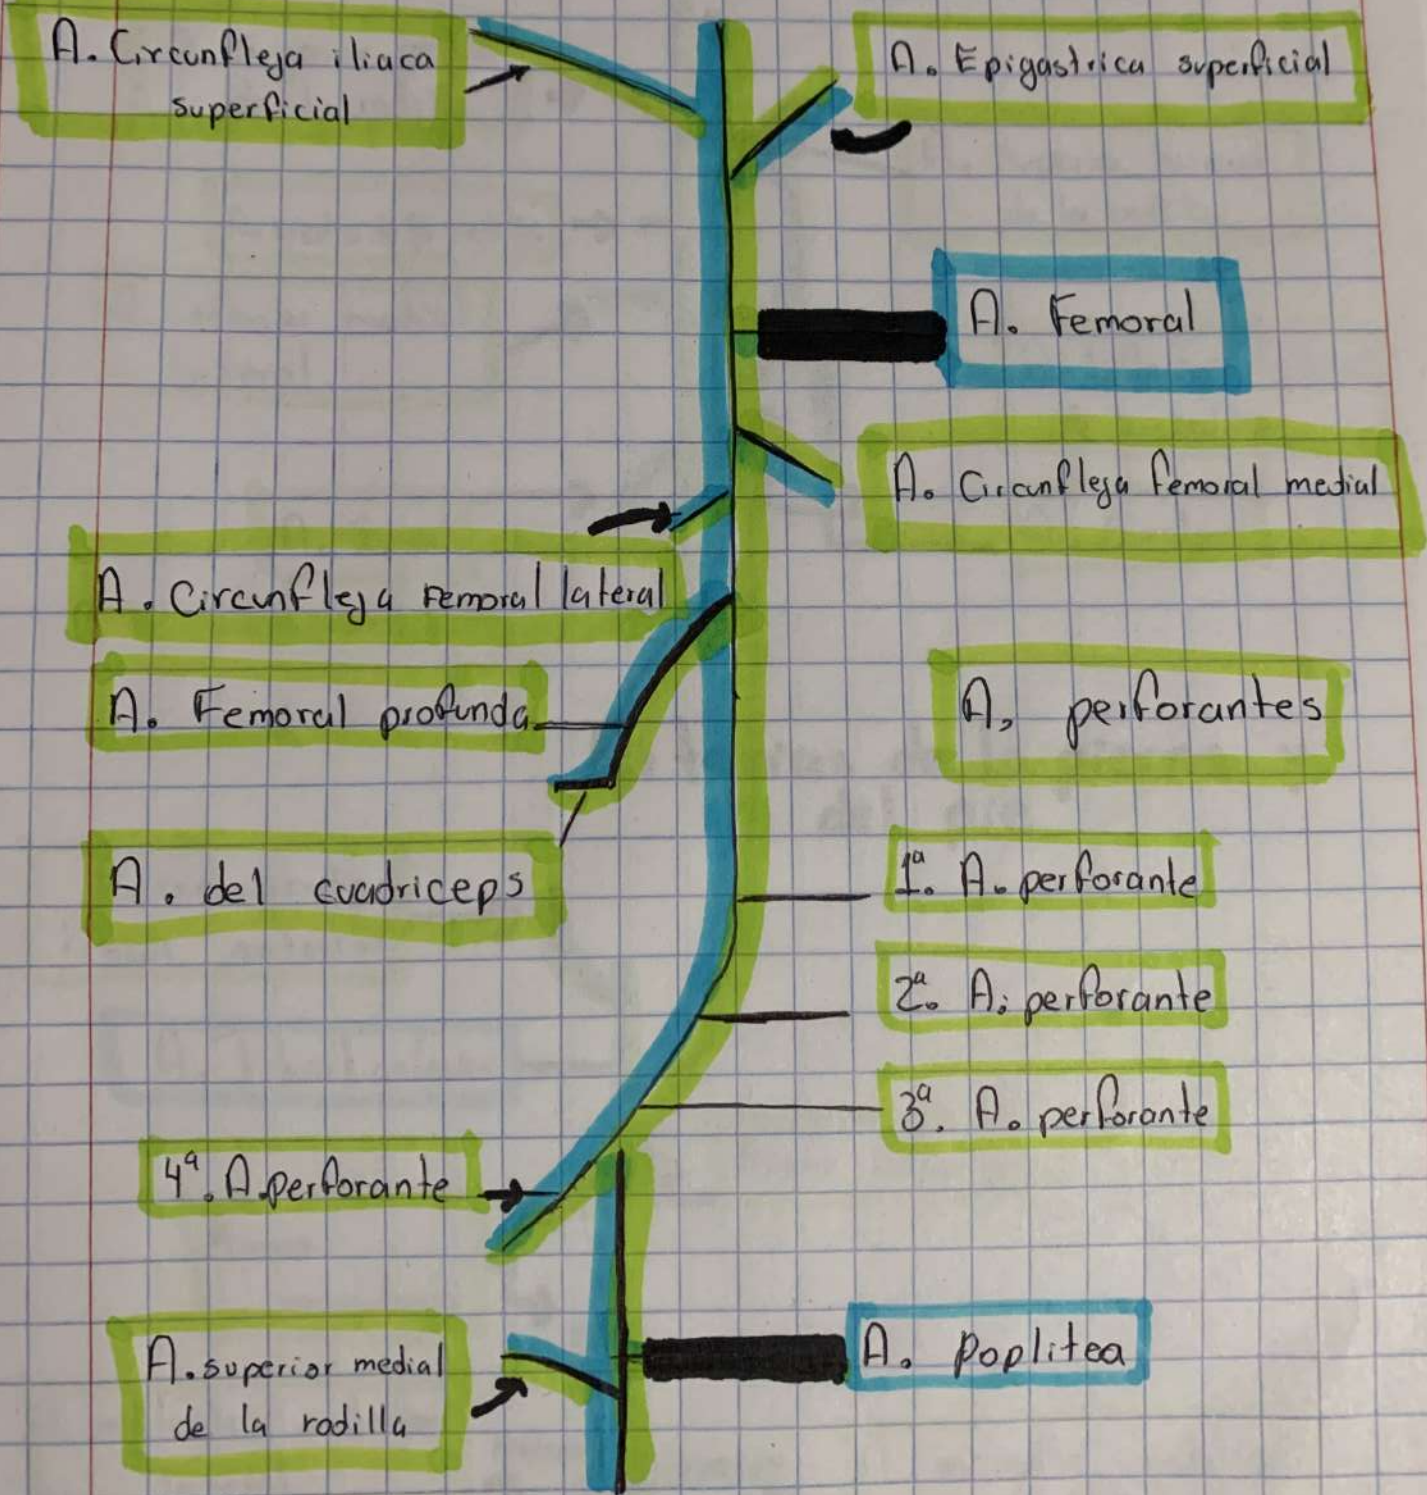 A. Circunfleja iliaca
superficial
A. Epigastrica superficial
A. Femoral
A. Circunfleja femoral medial
A. Circunfleja femoral lateral
A. Femoral profunda
A, perforantes
A. del cuadriceps
1ª. A. perforante
2ª. A. perforante
3ª. A. perforante
4ª. A. perforante
A. superior medial
de la rodilla
A. poplitea